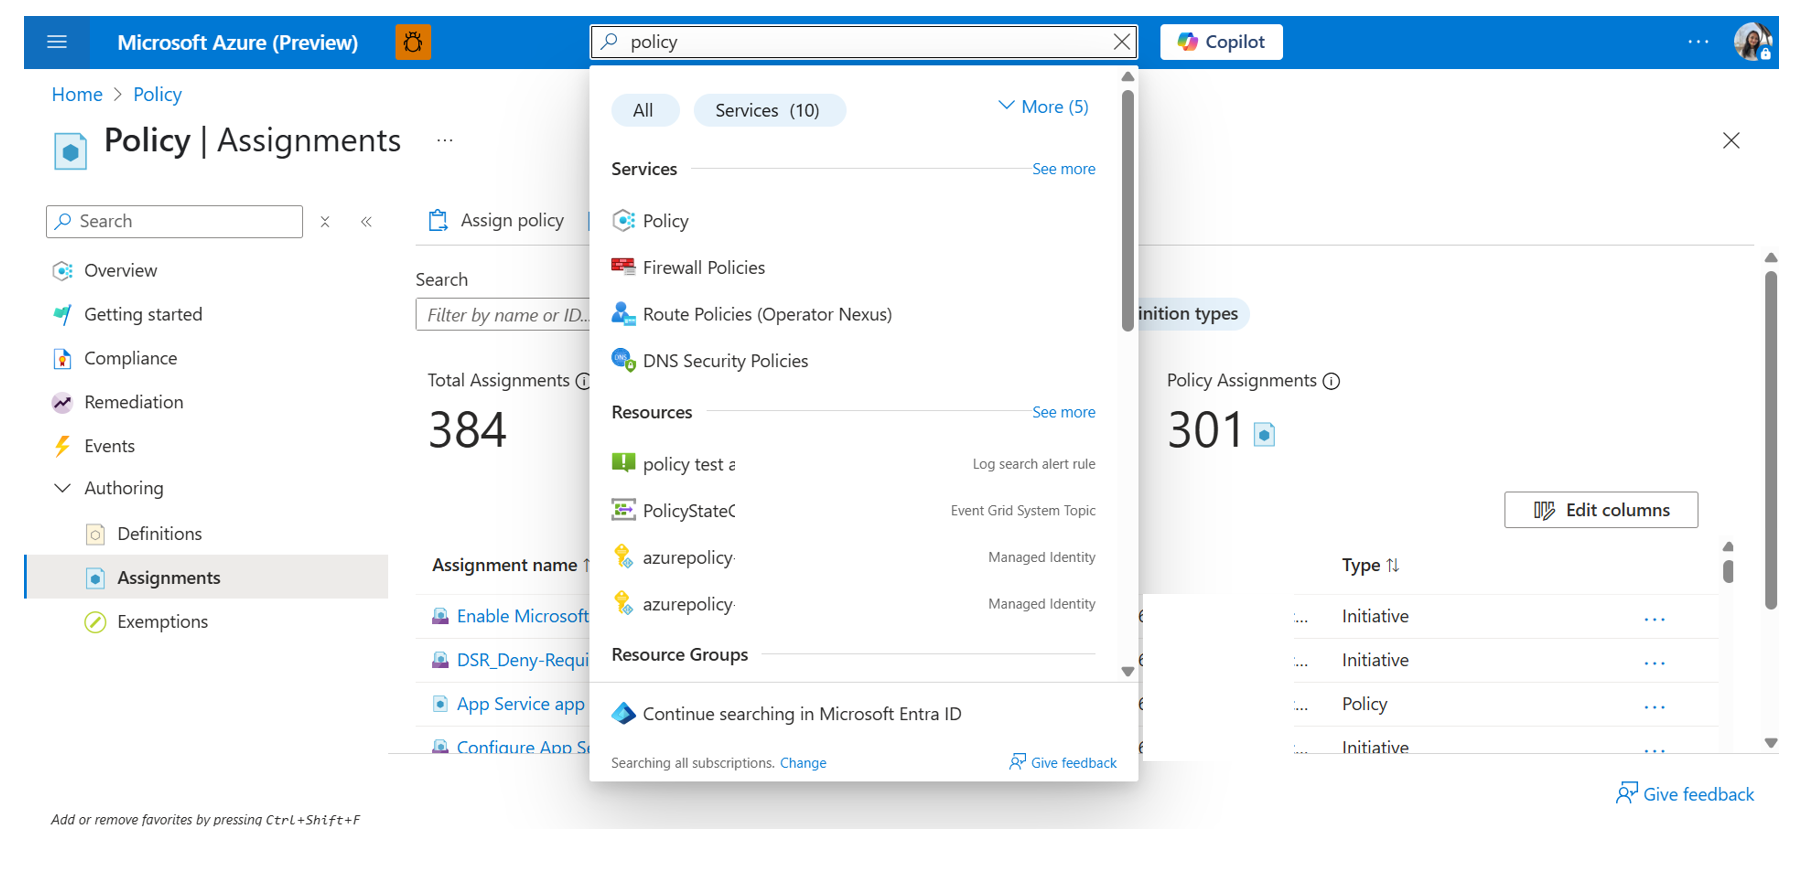 Microsoft Azure (Preview)
policy
Copilot
Home > Policy
Policy | Assignments
All
Services (10)
More (5)
Services
See more
Policy
Firewall Policies
Route Policies (Operator Nexus)
DNS Security Policies
Resources
See more
policy test
Log search alert rule
Event Grid System Topic
azurepolicy-
Managed Identity
azurepolicy-
Managed Identity
Resource Groups
Continue searching in Microsoft Entra ID
Searching all subscriptions. Change
Give feedback
Search
Overview
Getting started
Compliance
Remediation
Events
Authoring
Definitions
Assignments
Exemptions
Add or remove favorites by pressing Ctrl+Shift+F
Assign policy
Search
Filter by name or ID...
inition types
Total Assignments
384
Policy Assignments
301
Edit columns
Assignment name
Type
Enable Microsoft
Initiative
DSR_Deny-Requi
Initiative
App Service app
Policy
Configure App Se
Initiative
Give feedback